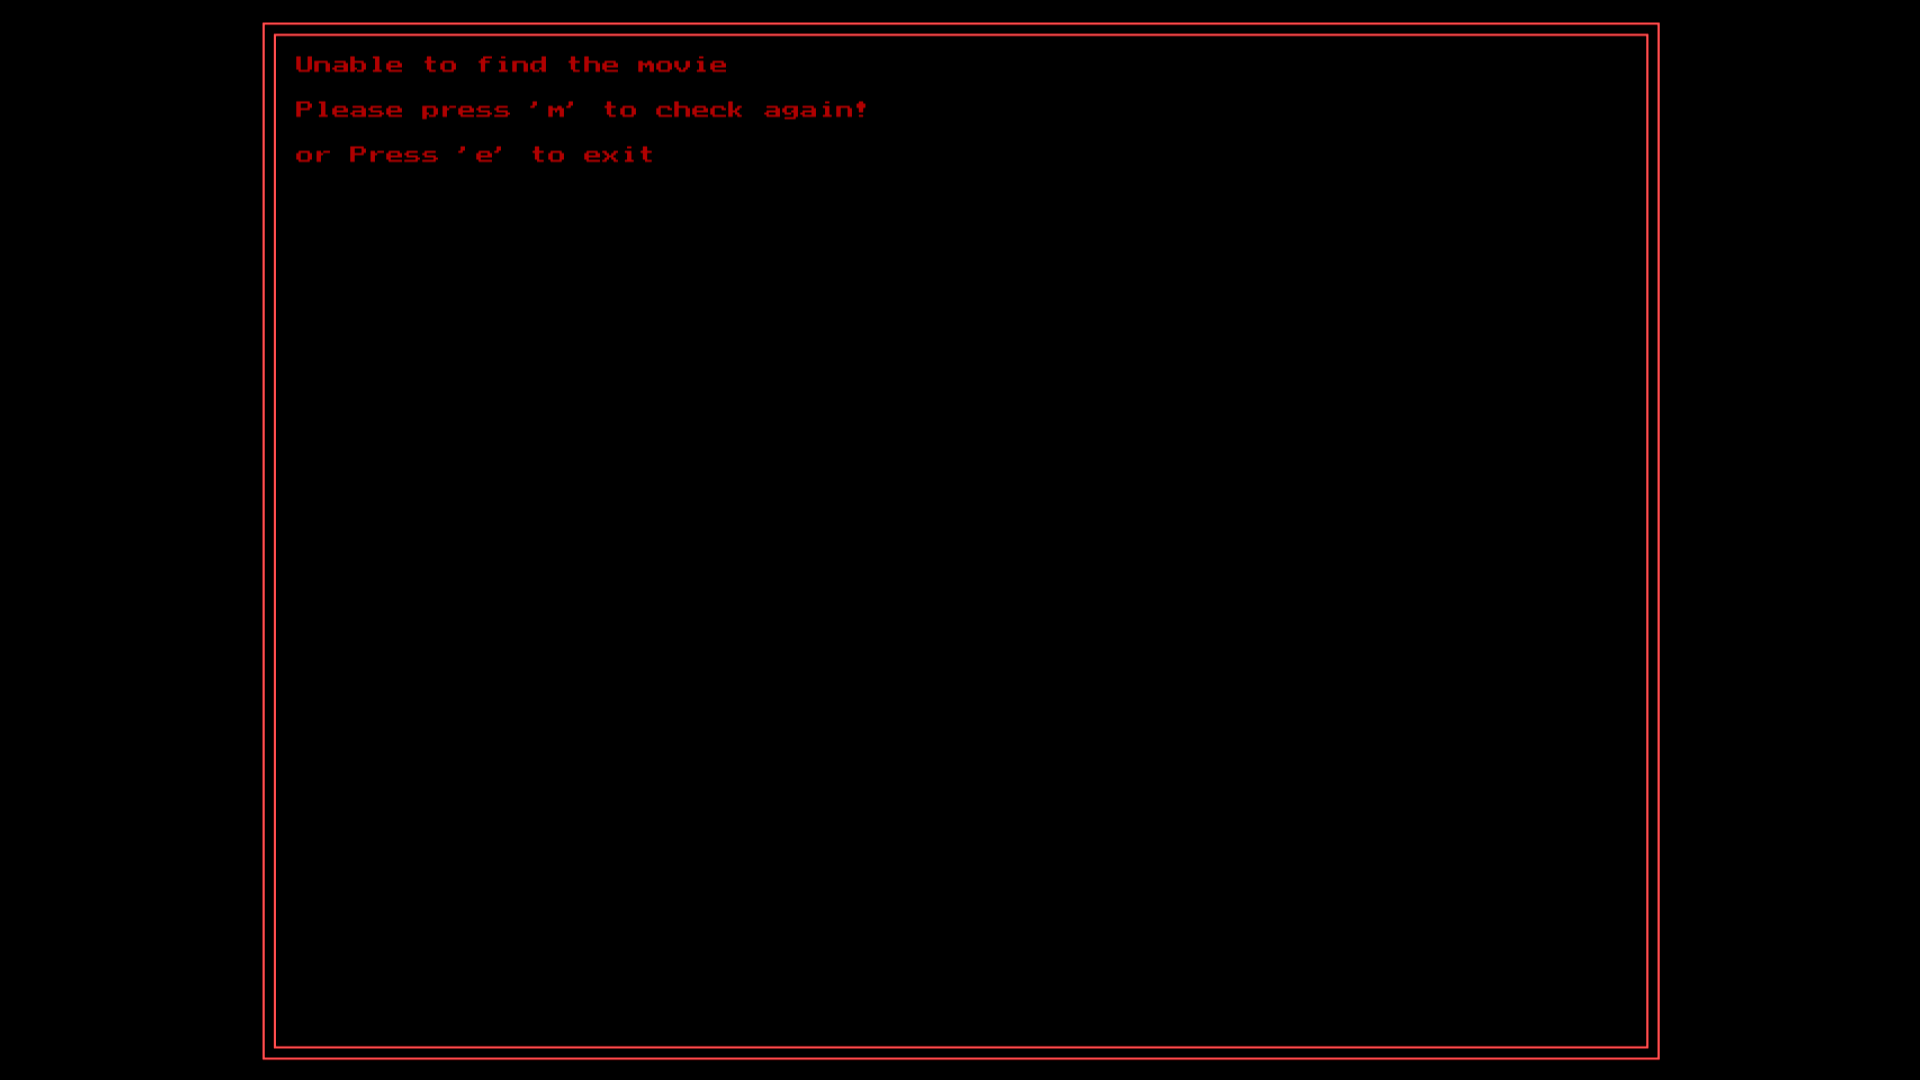 Unable to find the movie
Please press 'm' to check again!
or Press 'e' to exit